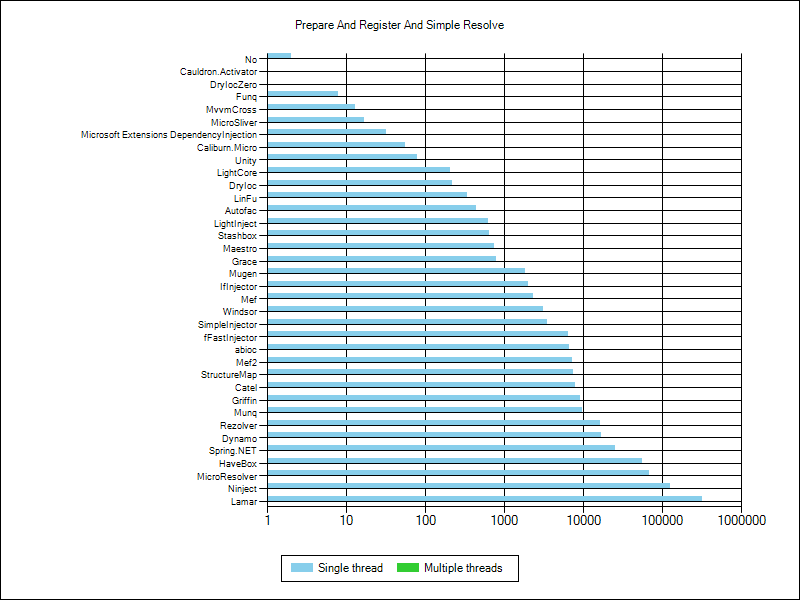 Prepare And Register And Simple Resolve
No
Cauldron.Activator
DryIocZero
Funq
MvvmCross
MicroSliver
Microsoft Extensions DependencyInjection
Caliburn.Micro
Unity
LightCore
DryIoc
LinFu
Autofac
LightInject
Stashbox
Maestro
Grace
Mugen
IfInjector
Mef
Windsor
SimpleInjector
fFastInjector
abioc
Mef2
StructureMap
Catel
Griffin
Munq
Rezolver
Dynamo
Spring.NET
HaveBox
MicroResolver
Ninject
Lamar
1 10 100 1000 10000 100000 1000000
Single thread Multiple threads